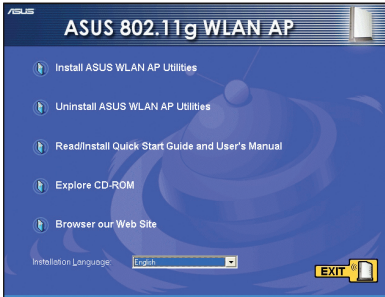 ASUS
ASUS 802.11g WLAN AP
Install ASUS WLAN AP Utilities
Uninstall ASUS WLAN AP Utilities
Read/Install Quick Start Guide and User's Manual
Explore CD-ROM
Browser our Web Site
Installation Language: English
EXIT